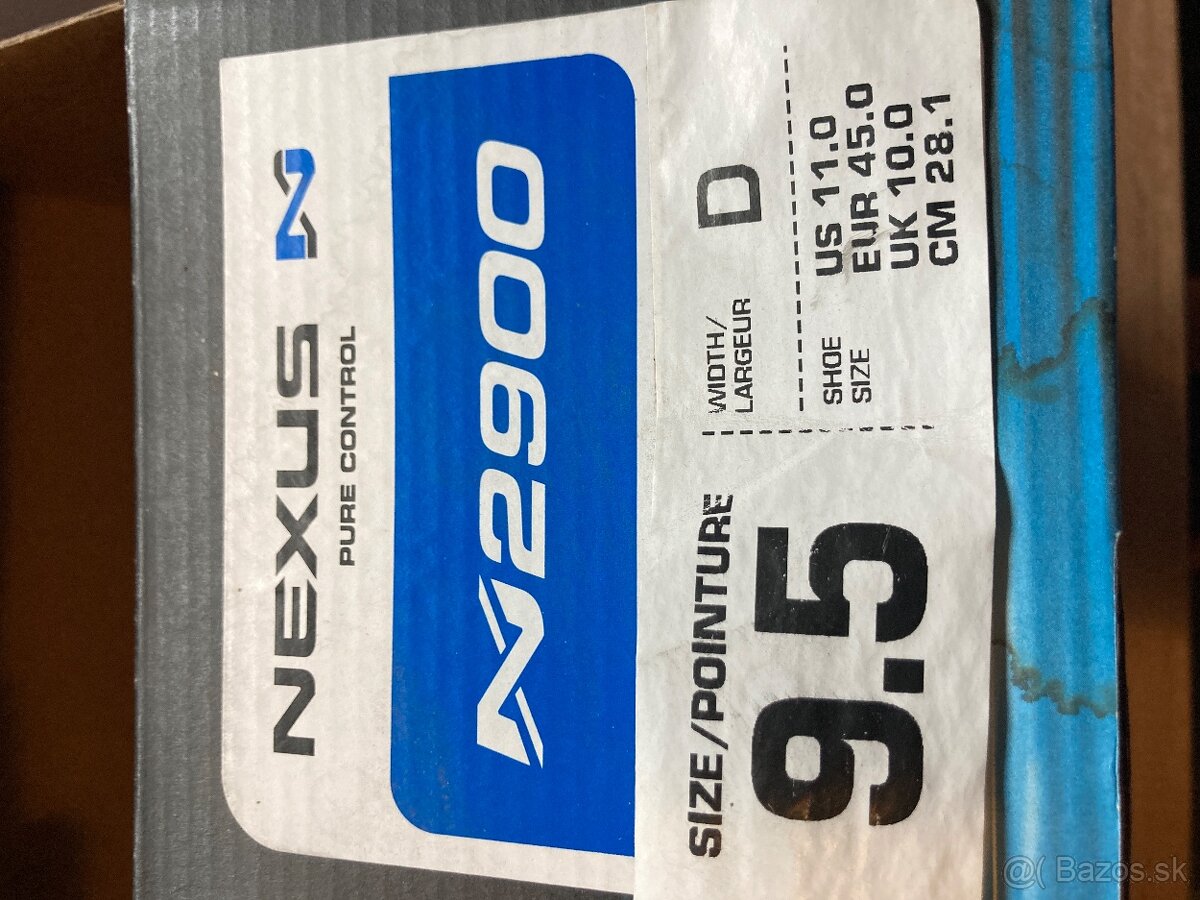 NEXUS N
PURE CONTROL
N2900
SIZE/POINTURE
9.5
WIDTH/
LARGEUR
D
SHOE
SIZE
US 11.0
EUR 45.0
UK 10.0
CM 28.1
@( Bazos.sk